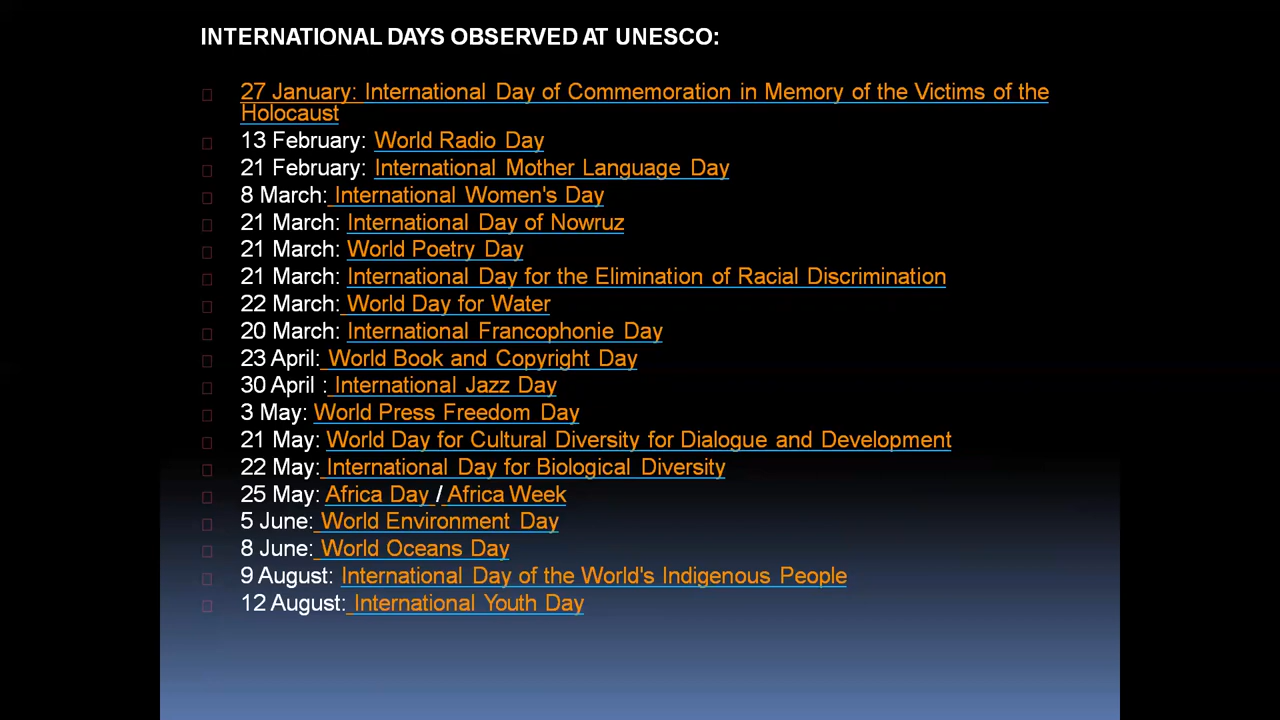 INTERNATIONAL DAYS OBSERVED AT UNESCO:
27 January: International Day of Commemoration in Memory of the Victims of the
Holocaust
13 February: World Radio Day
21 February: International Mother Language Day
8 March: International Women's Day
21 March: International Day of Nowruz
21 March: World Poetry Day
21 March: International Day for the Elimination of Racial Discrimination
22 March: World Day for Water
20 March: International Francophonie Day
23 April: World Book and Copyright Day
30 April : International Jazz Day
3 May: World Press Freedom Day
21 May: World Day for Cultural Diversity for Dialogue and Development
22 May: International Day for Biological Diversity
25 May: Africa Day / Africa Week
5 June: World Environment Day
8 June: World Oceans Day
9 August: International Day of the World's Indigenous People
12 August: International Youth Day